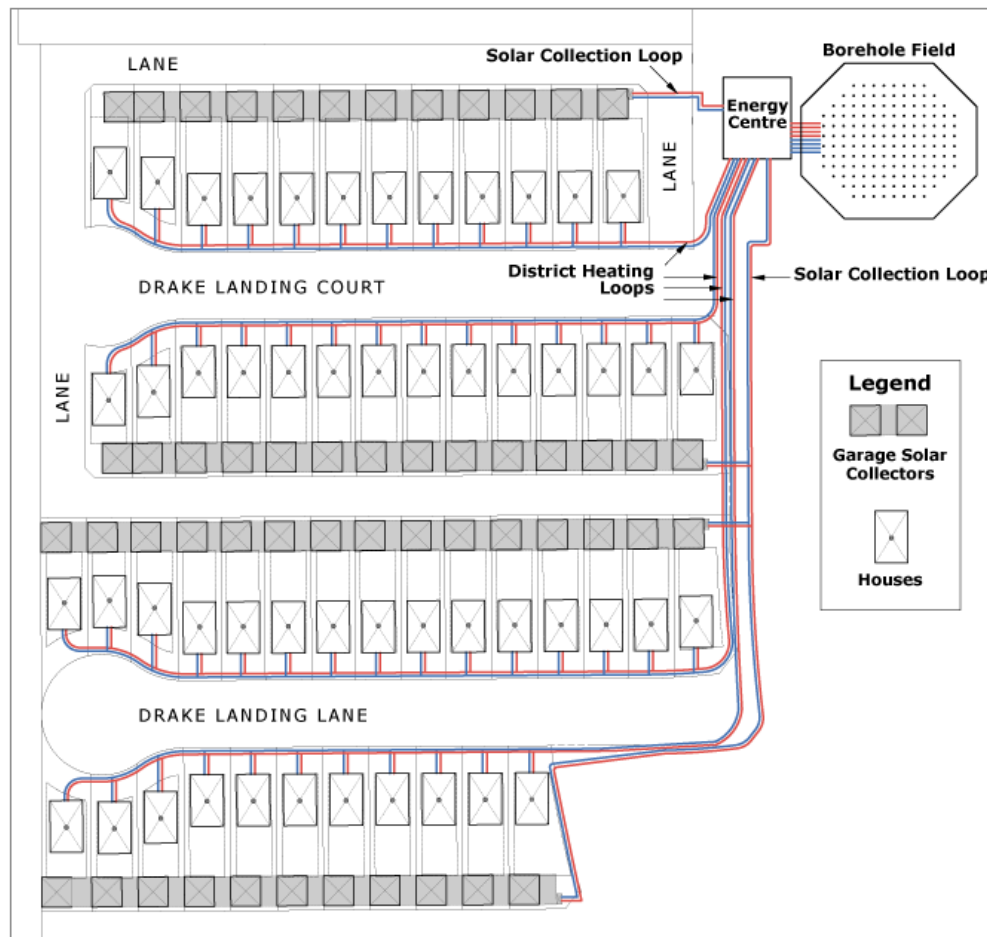 Solar Collection Loop
Borehole Field
LANE
Energy
Centre
LANE
District Heating
Loops
Solar Collection Loop
DRAKE LANDING COURT
LANE
Legend
Garage Solar
Collectors
Houses
DRAKE LANDING LANE